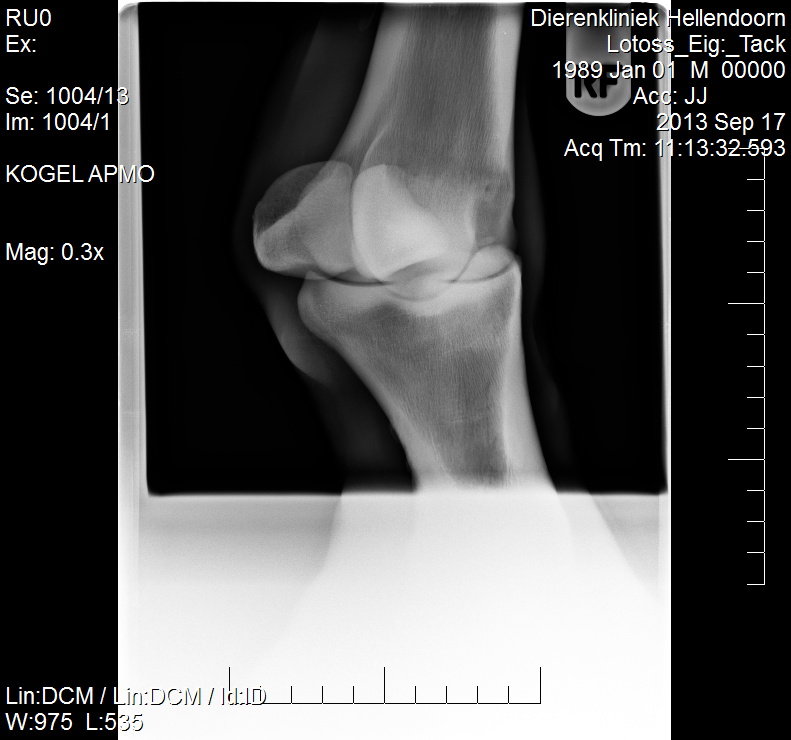 RU0
Ex:
Se: 1004/13
Im: 1004/1
KOGEL APMO
Mag: 0.3x
Dierenkliniek Hellendoorn
Lotoss_Eig:_Tack
1989 Jan 01 M 00000
RF
Acc: JJ
2013 Sep 17
Acq Tm: 11:13:32.593
Lin:DCM / Lin:DCM / Id:ID
W:975 L:535